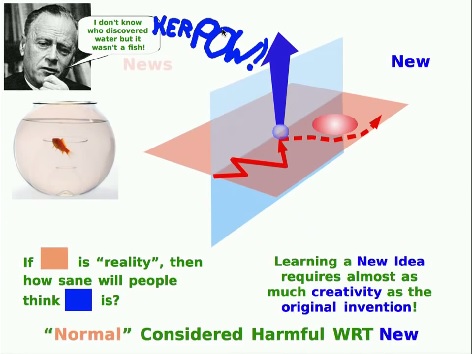 I don't know
who discovered
water but it
wasn't a fish!
KERPOW!
News
New
If is “reality”, then
how sane will people
think is?
Learning a New Idea
requires almost as
much creativity as the
original invention!
“Normal” Considered Harmful WRT New